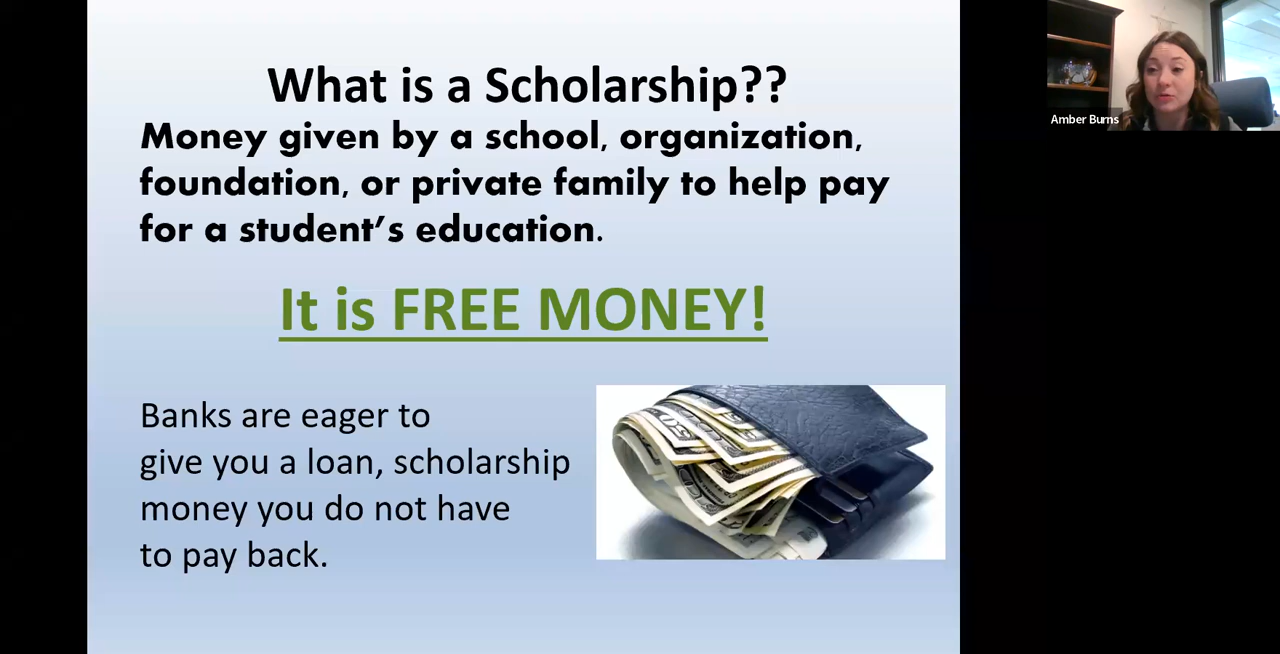 What is a Scholarship??
Money given by a school, organization,
foundation, or private family to help pay
for a student's education.
It is FREE MONEY!
Banks are eager to
give you a loan, scholarship
money you do not have
to pay back.
Amber Burns